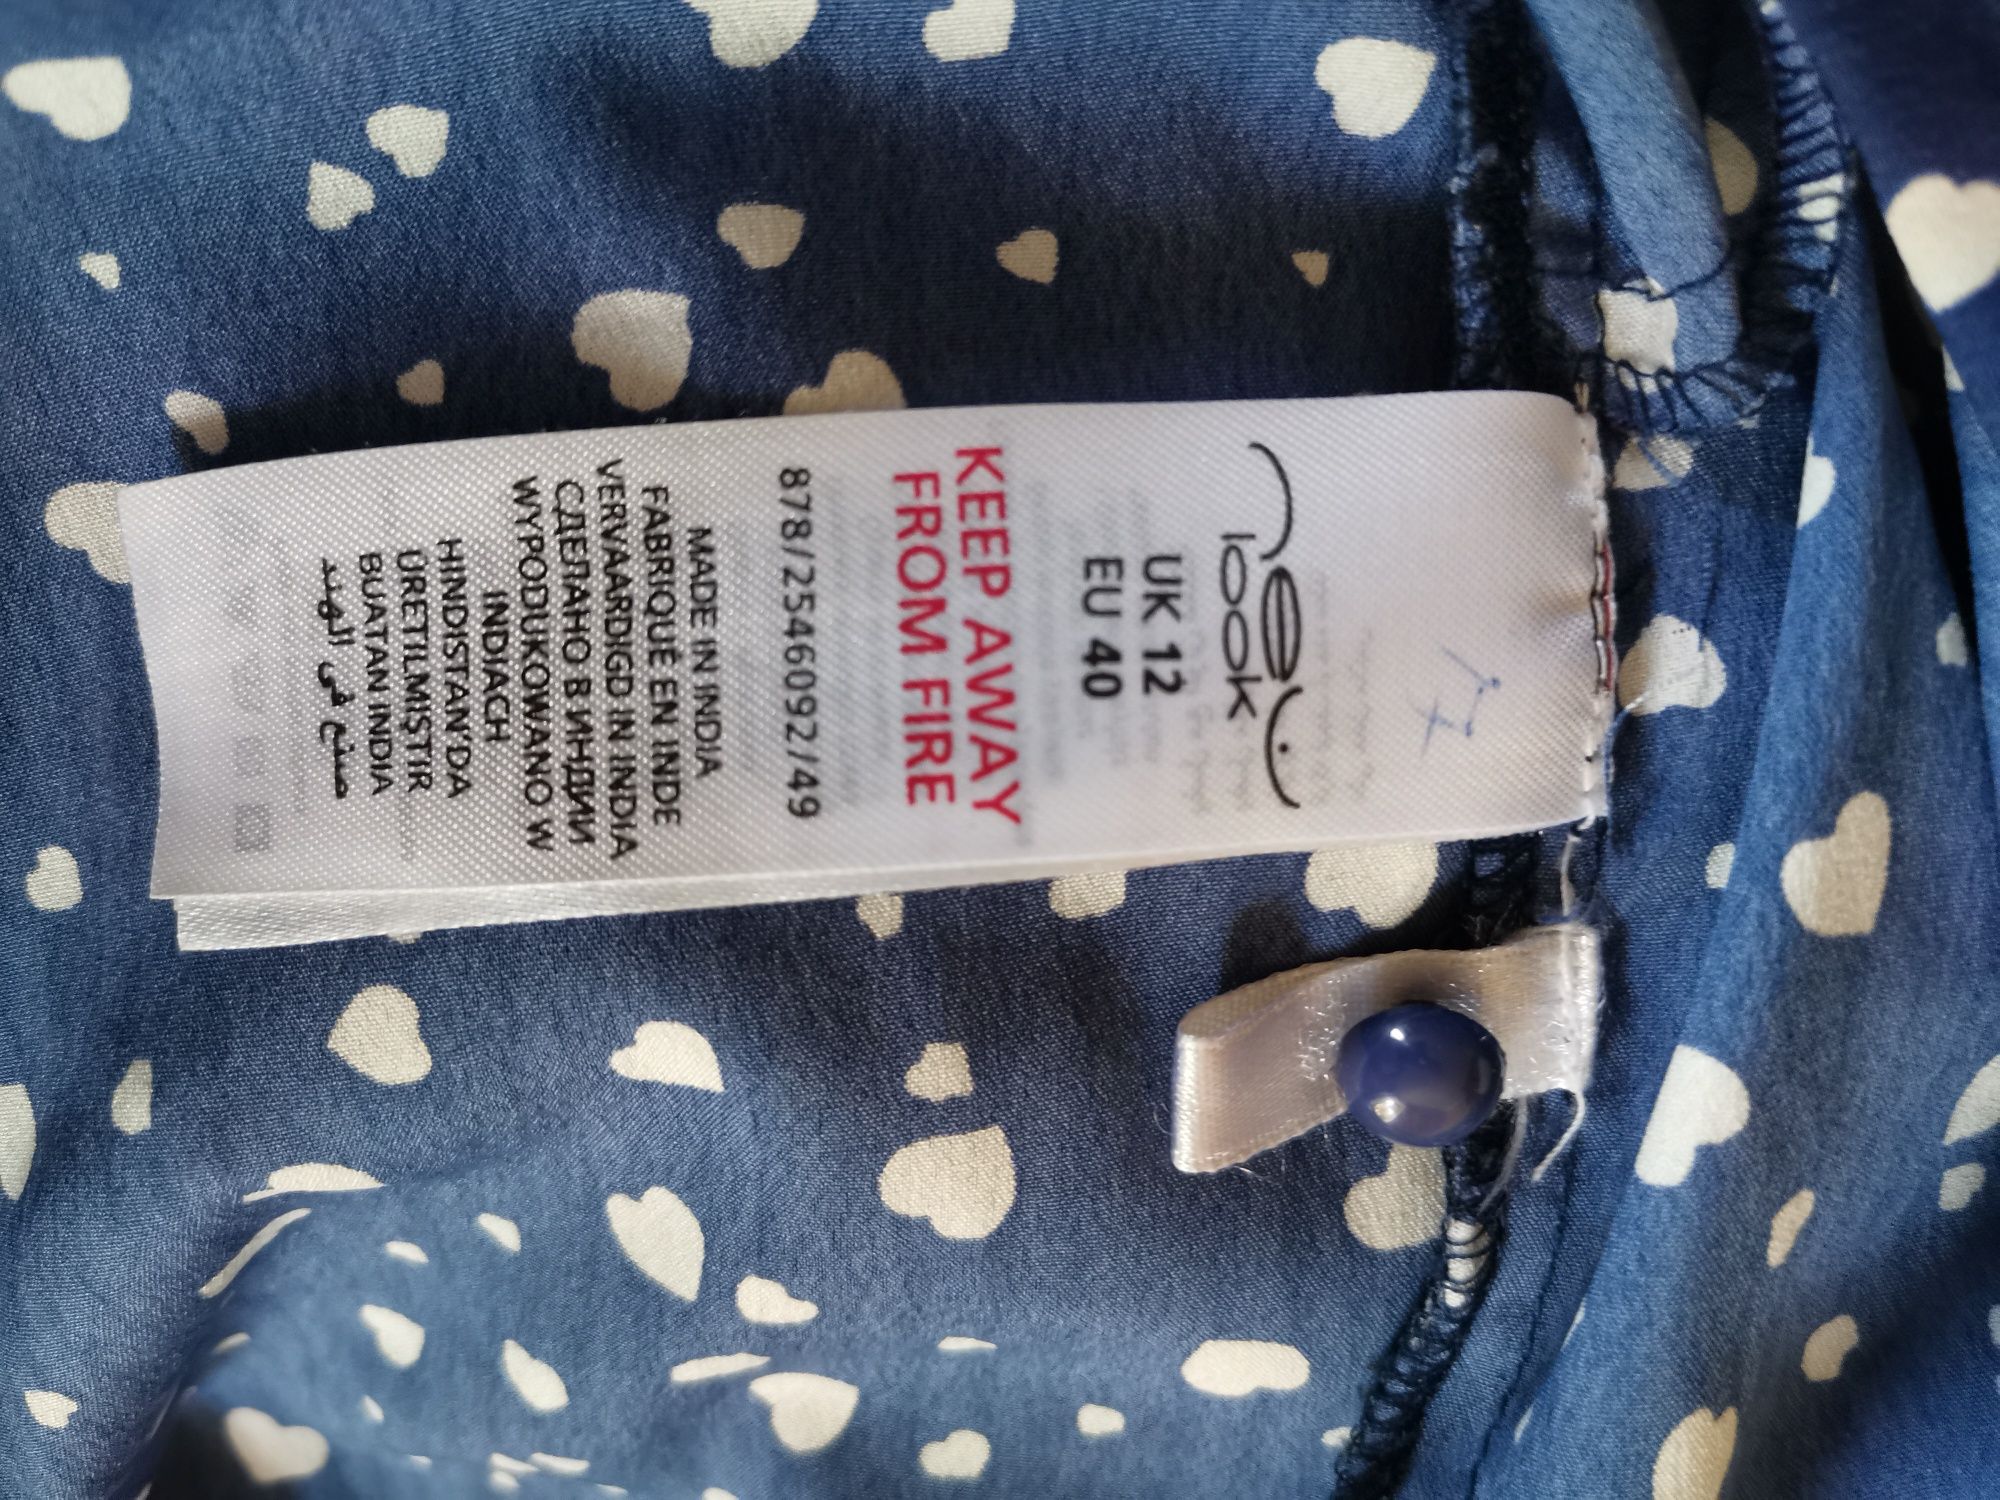 new look
UK 12
EU 40
KEEP AWAY
FROM FIRE
878/2546092/49
MADE IN INDIA
FABRIQUÉ EN INDE
VERVAARDIGD IN INDIA
СДЕЛАНО В ИНДИИ
WYPRODUKOWANO W
INDIACH
HINDISTAN'DA
ÜRETILMIŞTIR
BUATAN INDIA
صنع في الهند